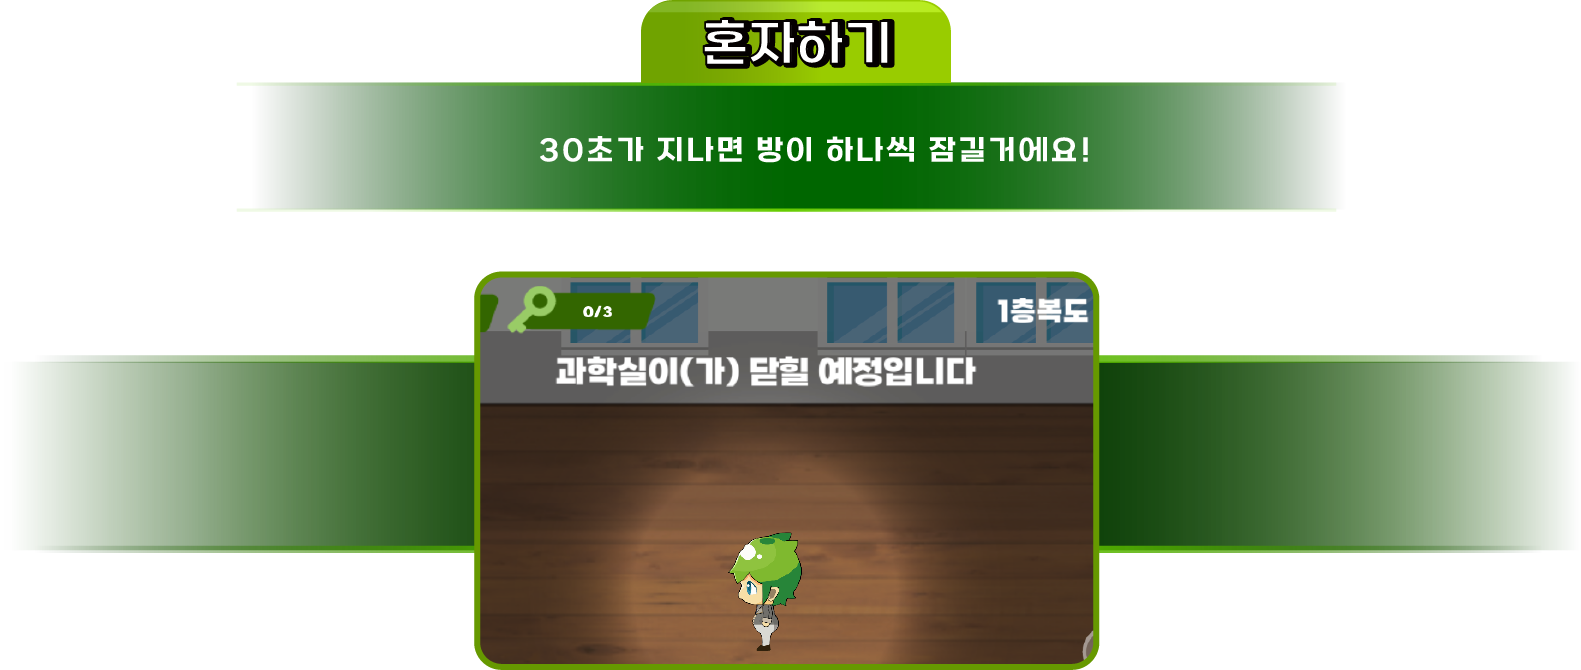 혼자하기
30초가 지나면 방이 하나씩 잠길거에요!
0/3
1층복도
과학실이(가) 닫힐 예정입니다